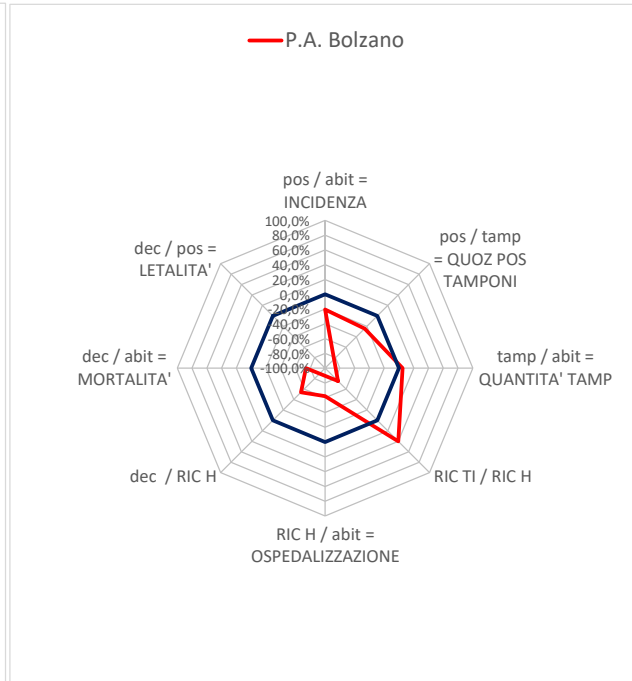 P.A. Bolzano
pos / abit =
INCIDENZA
pos / tamp
= QUOZ POS
TAMPONI
tamp / abit =
QUANTITA' TAMP
RIC TI / RIC H
RIC H / abit =
OSPEDALIZZAZIONE
dec / RIC H
dec / abit =
MORTALITA'
dec / pos =
LETALITA'
100,0%
80,0%
60,0%
40,0%
20,0%
0,0%
-20,0%
-40,0%
-60,0%
-80,0%
-100,0%